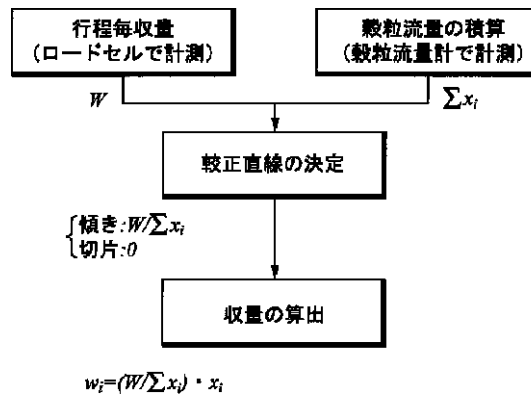 行程毎収量
(ロードセルで計測)
穀粒流量の積算
(穀粒流量計で計測)
W
∑xi
較正直線の決定
傾き:W/∑xi
切片:0
収量の算出
wi=(W/∑xi)・xi